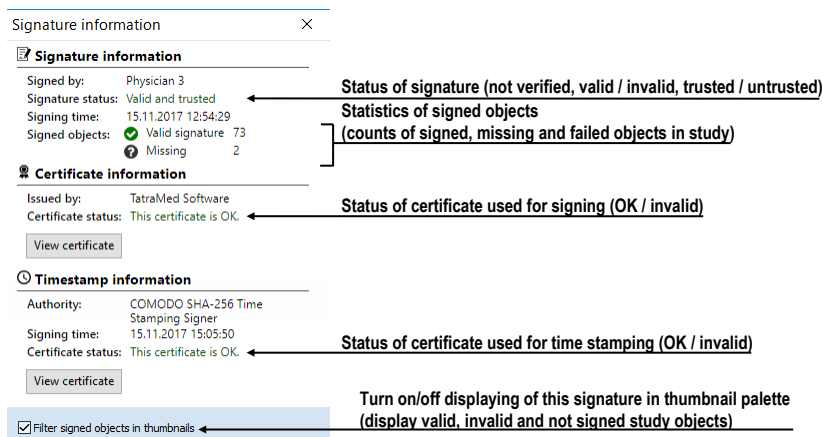 Signature information
Signature information
Signed by: Physician 3
Signature status: Valid and trusted
Status of signature (not verified, valid / invalid, trusted / untrusted)
Signing time: 15.11.2017 12:54:29
Statistics of signed objects
Signed objects: Valid signature 73
(counts of signed, missing and failed objects in study)
Missing 2
Certificate information
Issued by: TatraMed Software
Certificate status: This certificate is OK.
Status of certificate used for signing (OK / invalid)
View certificate
Timestamp information
Authority: COMODO SHA-256 Time
Stamping Signer
Signing time: 15.11.2017 15:05:50
Certificate status: This certificate is OK.
Status of certificate used for time stamping (OK / invalid)
View certificate
Turn on/off displaying of this signature in thumbnail palette
(display valid, invalid and not signed study objects)
Filter signed objects in thumbnails